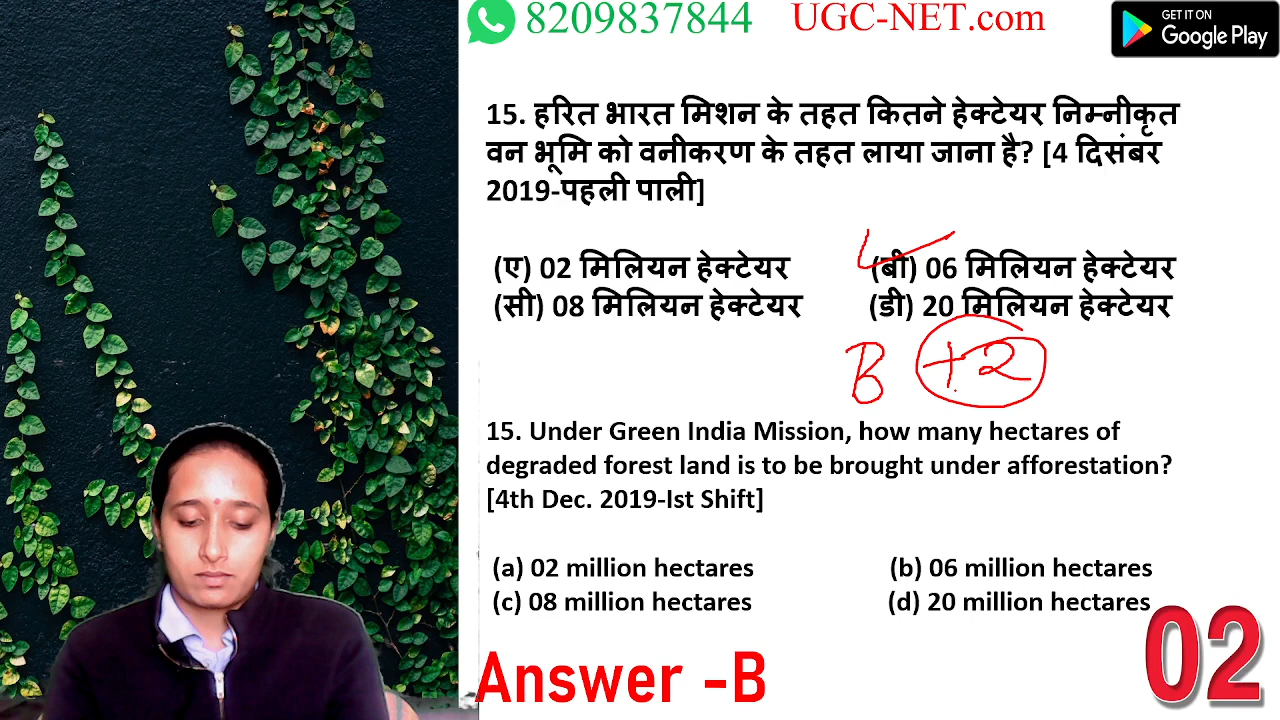 8209837844 UGC-NET.com GET IT ON Google Play
15. हरित भारत मिशन के तहत कितने हेक्टेयर निम्नीकृत
वन भूमि को वनीकरण के तहत लाया जाना है? [4 दिसंबर
2019-पहली पाली]
(ए) 02 मिलियन हेक्टेयर (बी) 06 मिलियन हेक्टेयर
(सी) 08 मिलियन हेक्टेयर (डी) 20 मिलियन हेक्टेयर
B +2
15. Under Green India Mission, how many hectares of
degraded forest land is to be brought under afforestation?
[4th Dec. 2019-Ist Shift]
(a) 02 million hectares (b) 06 million hectares
(c) 08 million hectares (d) 20 million hectares
Answer -B 02